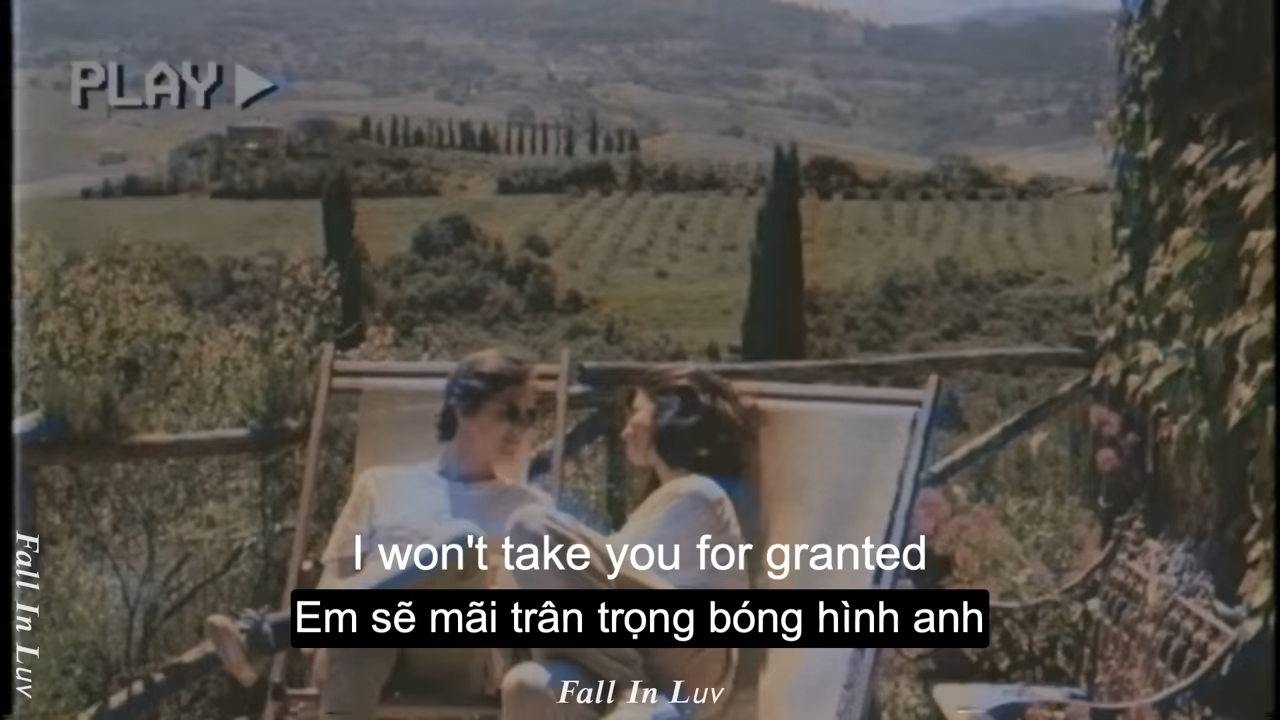 PLAY
I won't take you for granted
Em sẽ mãi trân trọng bóng hình anh
Fall In Luv
Fall In Luv